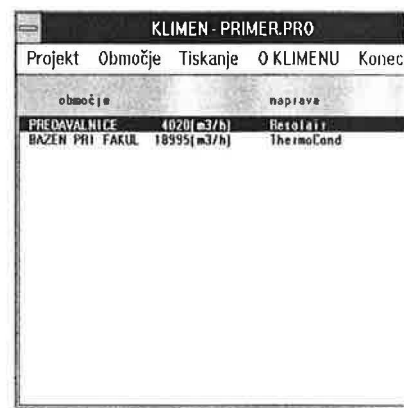 KLIMEN - PRIMER.PRO
Projekt Območje Tiskanje O KLIMENU Konec
območje naprava
PREDAVALNICE 4020(m3/h) Resolair
BAZEN PRI FAKUL 18995(m3/h) ThermoCond